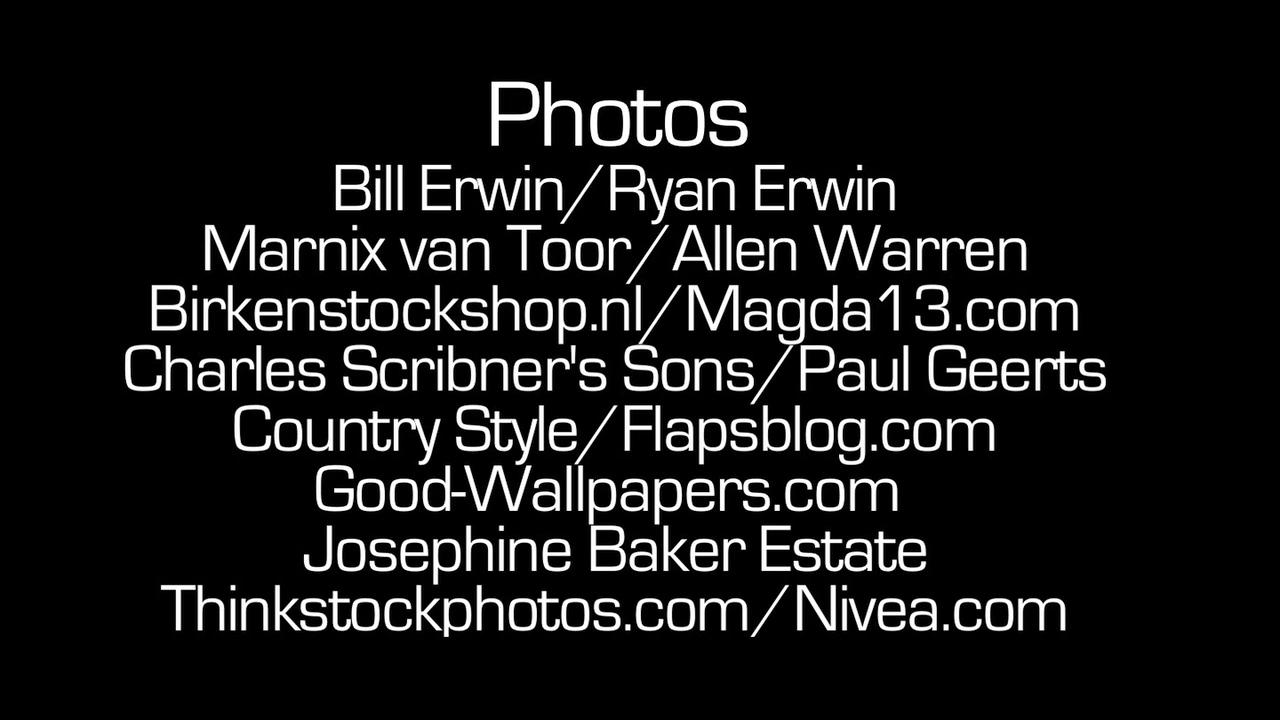 Photos
Bill Erwin/Ryan Erwin
Marnix van Toor/Allen Warren
Birkenstockshop.nl/Magda13.com
Charles Scribner's Sons/Paul Geerts
Country Style/Flapsblog.com
Good-Wallpapers.com
Josephine Baker Estate
Thinkstockphotos.com/Nivea.com